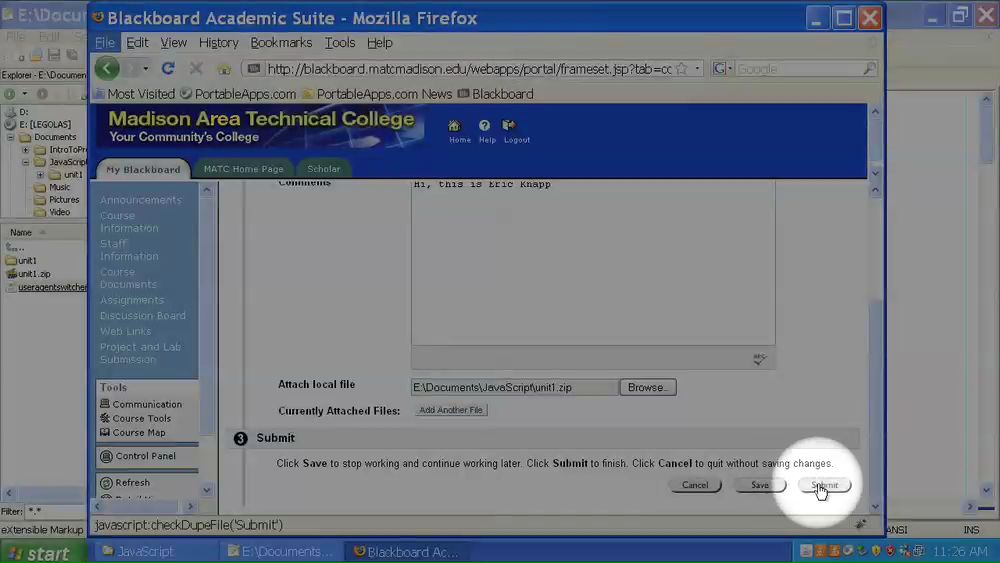 E:\Docum
Blackboard Academic Suite - Mozilla Firefox
File Edit View History Bookmarks Tools Help
http://blackboard.matcmadison.edu/webapps/portal/frameset.jsp?tab=cc
Google
Most Visited PortableApps.com PortableApps.com News Blackboard
Explorer - E:\Documen
D:
E: [LEGOLAS]
Documents
IntroToPr
JavaScript
unit1
Music
Pictures
Video
Name
..
unit1
unit1.zip
useragentswitche
Filter: *.*
eXtensible Markup
Madison Area Technical College
Your Community's College
Home Help Logout
My Blackboard MATC Home Page Scholar
Announcements
Course
Information
Staff
Information
Course
Documents
Assignments
Discussion Board
Web Links
Project and Lab
Submission
Tools
Communication
Course Tools
Course Map
Control Panel
Refresh
Comments
Hi, this is Eric Knapp
ABC
Attach local file E:\Documents\JavaScript\unit1.zip Browse...
Currently Attached Files: Add Another File
3 Submit
Click Save to stop working and continue working later. Click Submit to finish. Click Cancel to quit without saving changes.
Cancel Save Submit
javascript:checkDupeFile('Submit')
ANSI INS
start JavaScript E:\Documents... Blackboard Ac... 11:26 AM